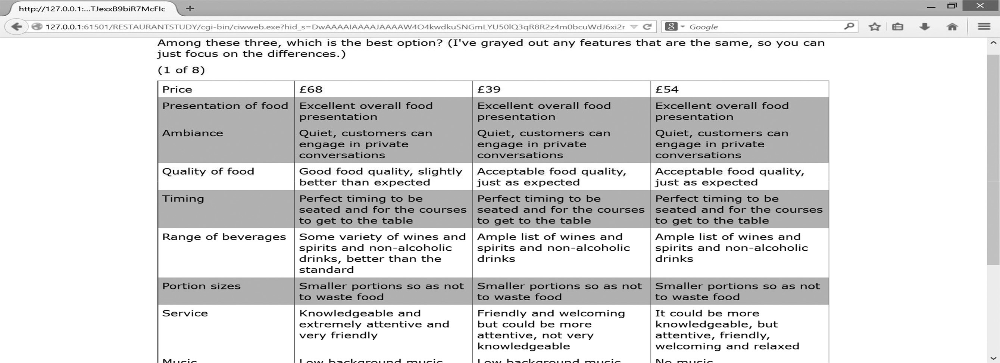 http://127.0.0.1:...TJexxB9biR7McFIc
127.0.0.1:61501/RESTAURANTSTUDY/cgi-bin/ciwweb.exe?hid_s=DwAAAAIAAAAJAAAAW4O4kwdkuSNGmLYU50lQ3qR8R2z4m0bcuWdJ6xi2r
Google
Among these three, which is the best option? (I've grayed out any features that are the same, so you can
just focus on the differences.)
(1 of 8)
Price £68 £39 £54
Presentation of food Excellent overall food Excellent overall food Excellent overall food
presentation presentation presentation
Ambiance Quiet, customers can Quiet, customers can Quiet, customers can
engage in private engage in private engage in private
conversations conversations conversations
Quality of food Good food quality, slightly Acceptable food quality, Acceptable food quality,
better than expected just as expected just as expected
Timing Perfect timing to be Perfect timing to be Perfect timing to be
seated and for the courses seated and for the courses seated and for the courses
to get to the table to get to the table to get to the table
Range of beverages Some variety of wines and Ample list of wines and Ample list of wines and
spirits and non-alcoholic spirits and non-alcoholic spirits and non-alcoholic
drinks, better than the drinks drinks
standard
Portion sizes Smaller portions so as not Smaller portions so as not Smaller portions so as not
to waste food to waste food to waste food
Service Knowledgeable and Friendly and welcoming It could be more
extremely attentive and but could be more knowledgeable, but
very friendly attentive, not very attentive, friendly,
knowledgeable welcoming and relaxed
Music Low background music Low background music No music